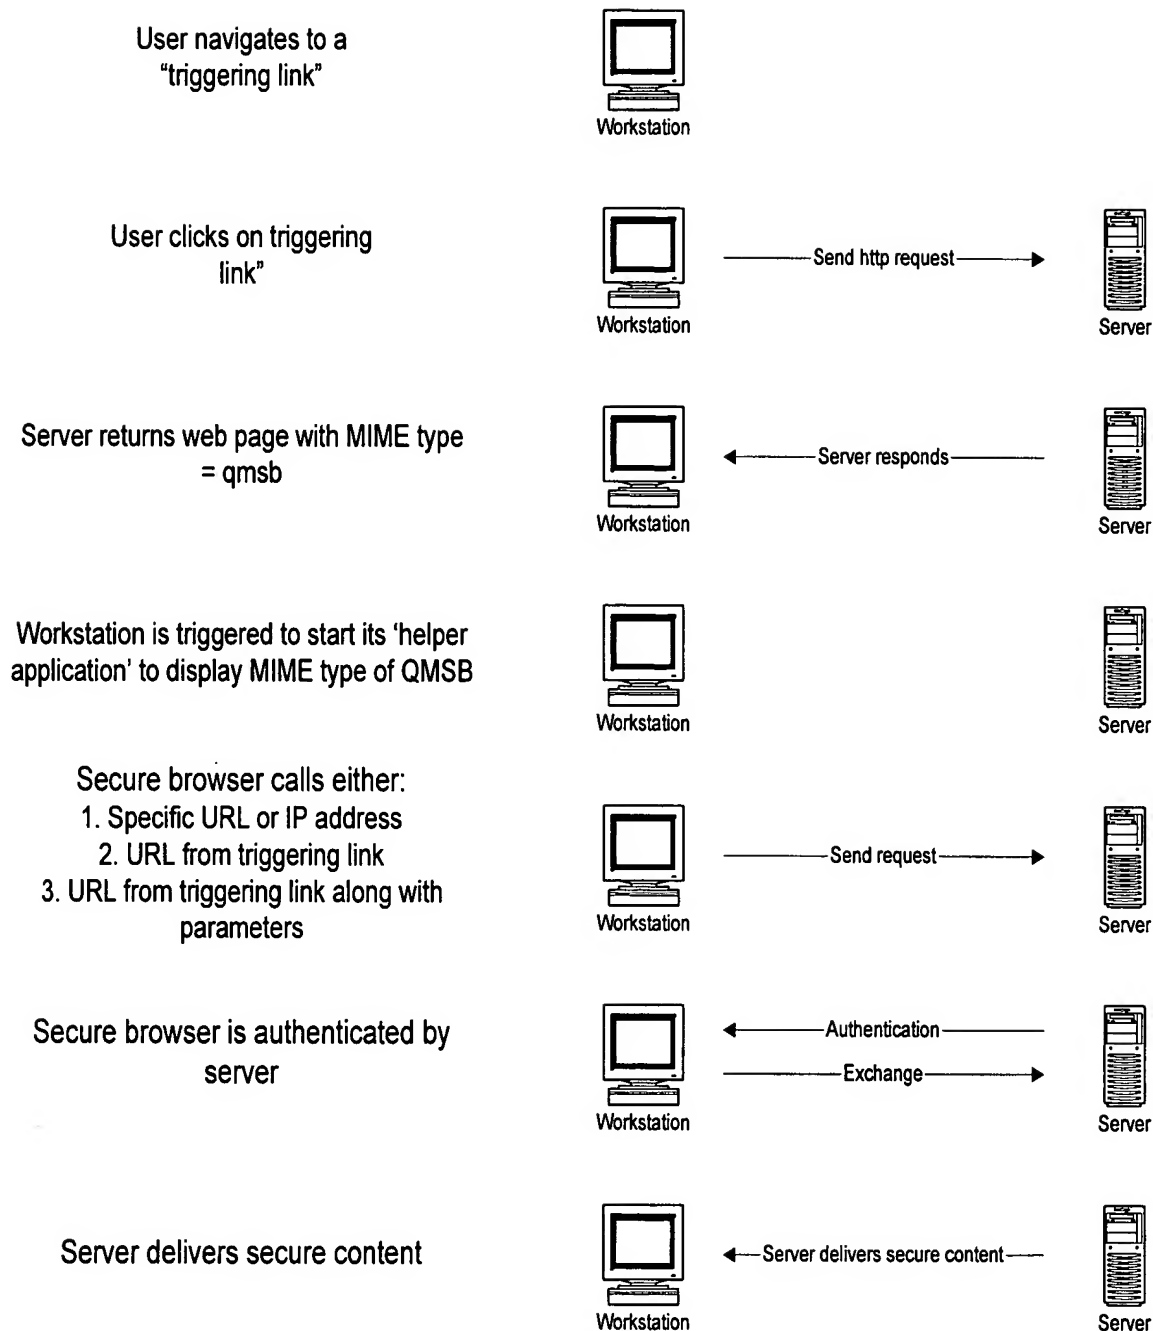 User navigates to a
“triggering link”
Workstation
User clicks on triggering
link”
Send http request
Workstation
Server
Server returns web page with MIME type
= qmsb
Server responds
Workstation
Server
Workstation is triggered to start its ‘helper
application’ to display MIME type of QMSB
Workstation
Server
Secure browser calls either:
1. Specific URL or IP address
2. URL from triggering link
3. URL from triggering link along with
parameters
Send request
Workstation
Server
Secure browser is authenticated by
server
Authentication
Exchange
Workstation
Server
Server delivers secure content
Server delivers secure content
Workstation
Server